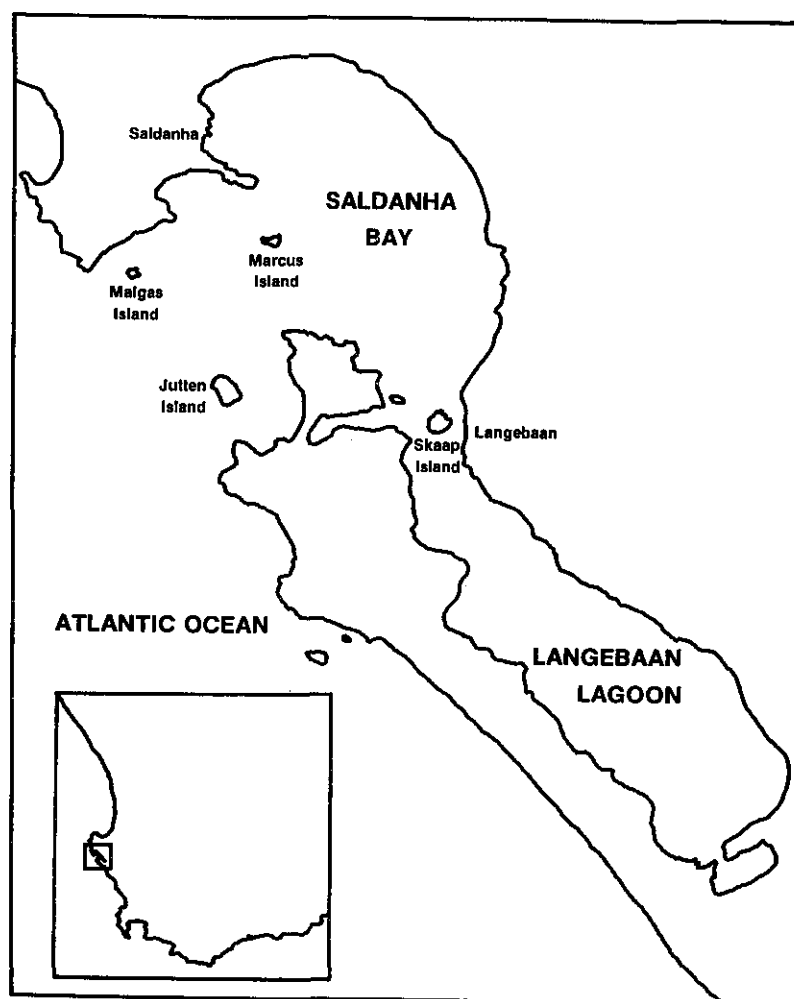 Saldanha
SALDANHA
BAY
Marcus
Island
Malgas
Island
Jutten
Island
Skaap
Island
Langebaan
ATLANTIC OCEAN
LANGEBAAN
LAGOON